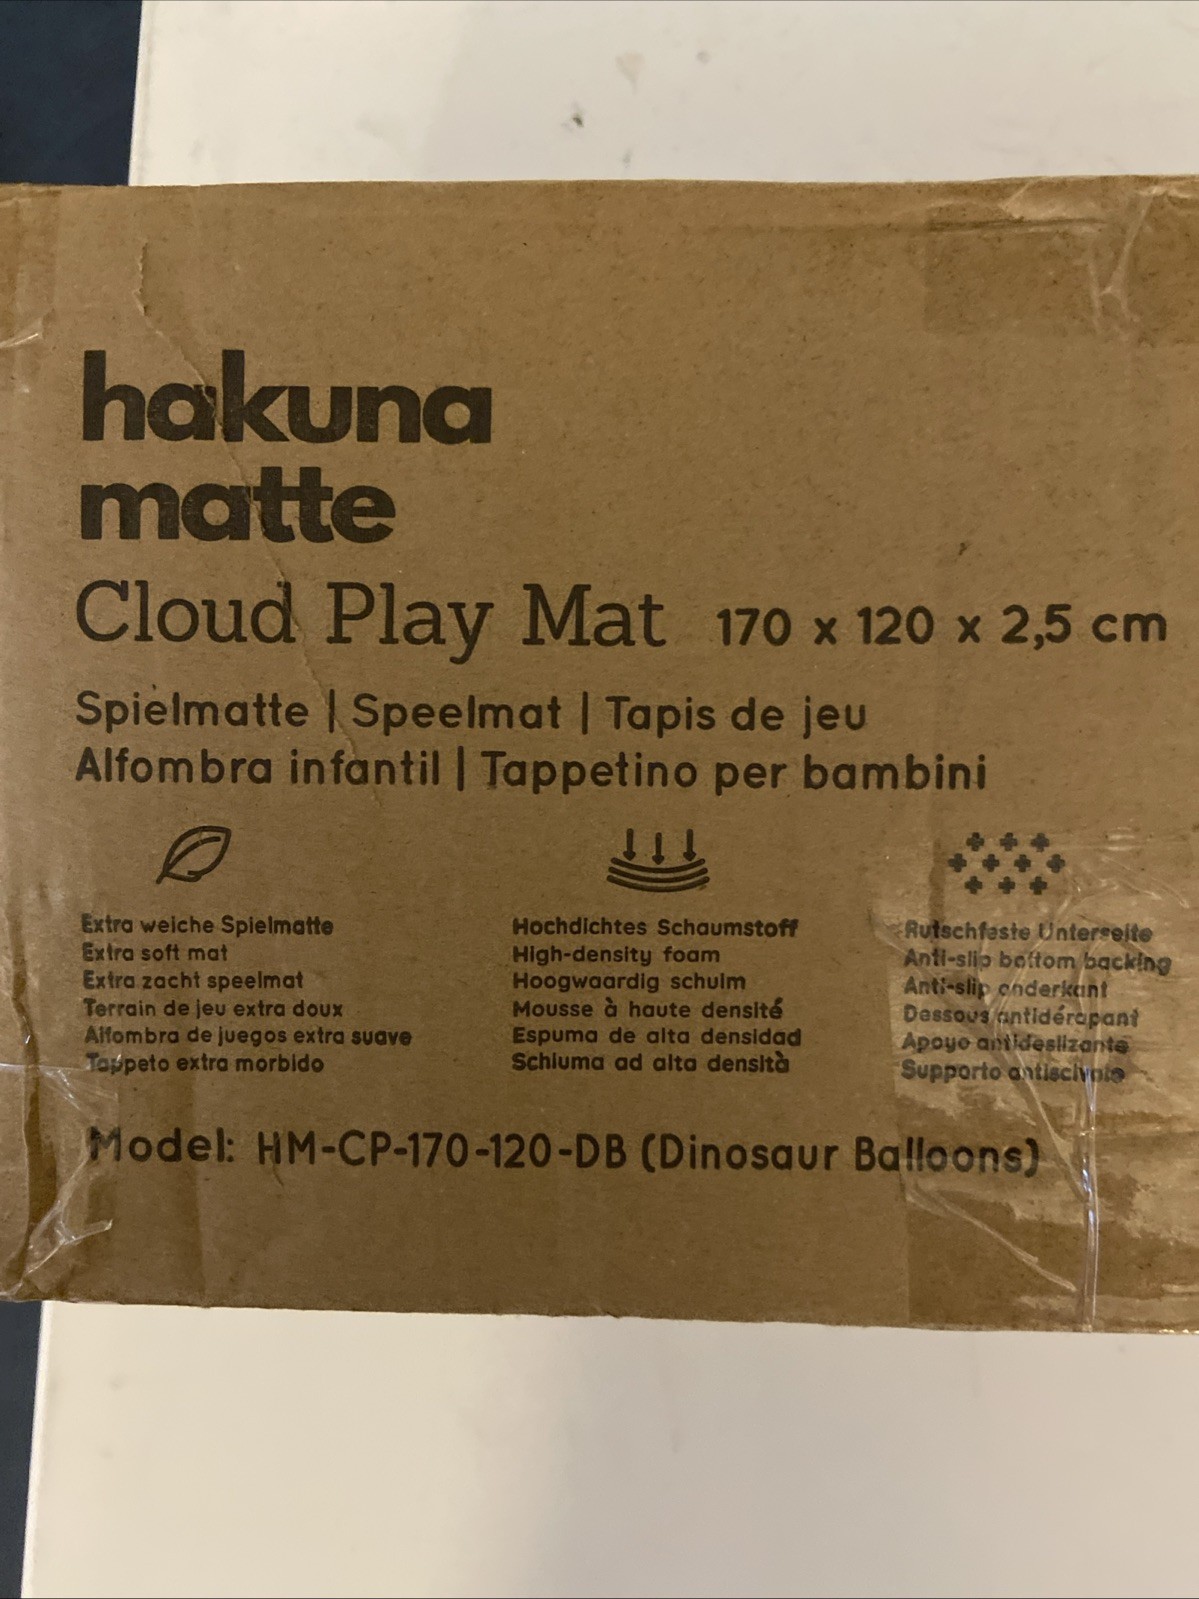 hakuna
matte
Cloud Play Mat 170 x 120 x 2,5 cm
Spielmatte | Speelmat | Tapis de jeu
Alfombra infantil | Tappetino per bambini
Extra weiche Spielmatte
Extra soft mat
Extra zacht speelmat
Terrain de jeu extra doux
Alfombra de juegos extra suave
Tappeto extra morbido
Hochdichtes Schaumstoff
High-density foam
Hoogwaardig schuim
Mousse à haute densité
Espuma de alta densidad
Schiuma ad alta densità
Rutschfeste Unterseite
Anti-slip bottom backing
Anti-slip onderkant
Dessous antidérapant
Apoyo antideslizante
Supporto antiscivolo
Model: HM-CP-170-120-DB (Dinosaur Balloons)